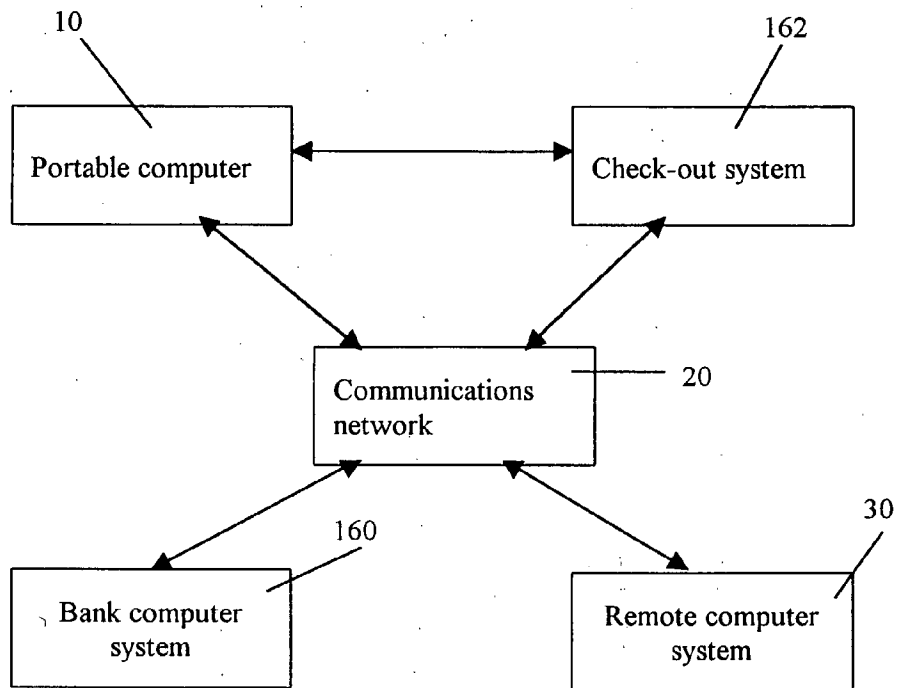 10
162
Portable computer
Check-out system
Communications
network
20
160
30
Bank computer
system
Remote computer
system